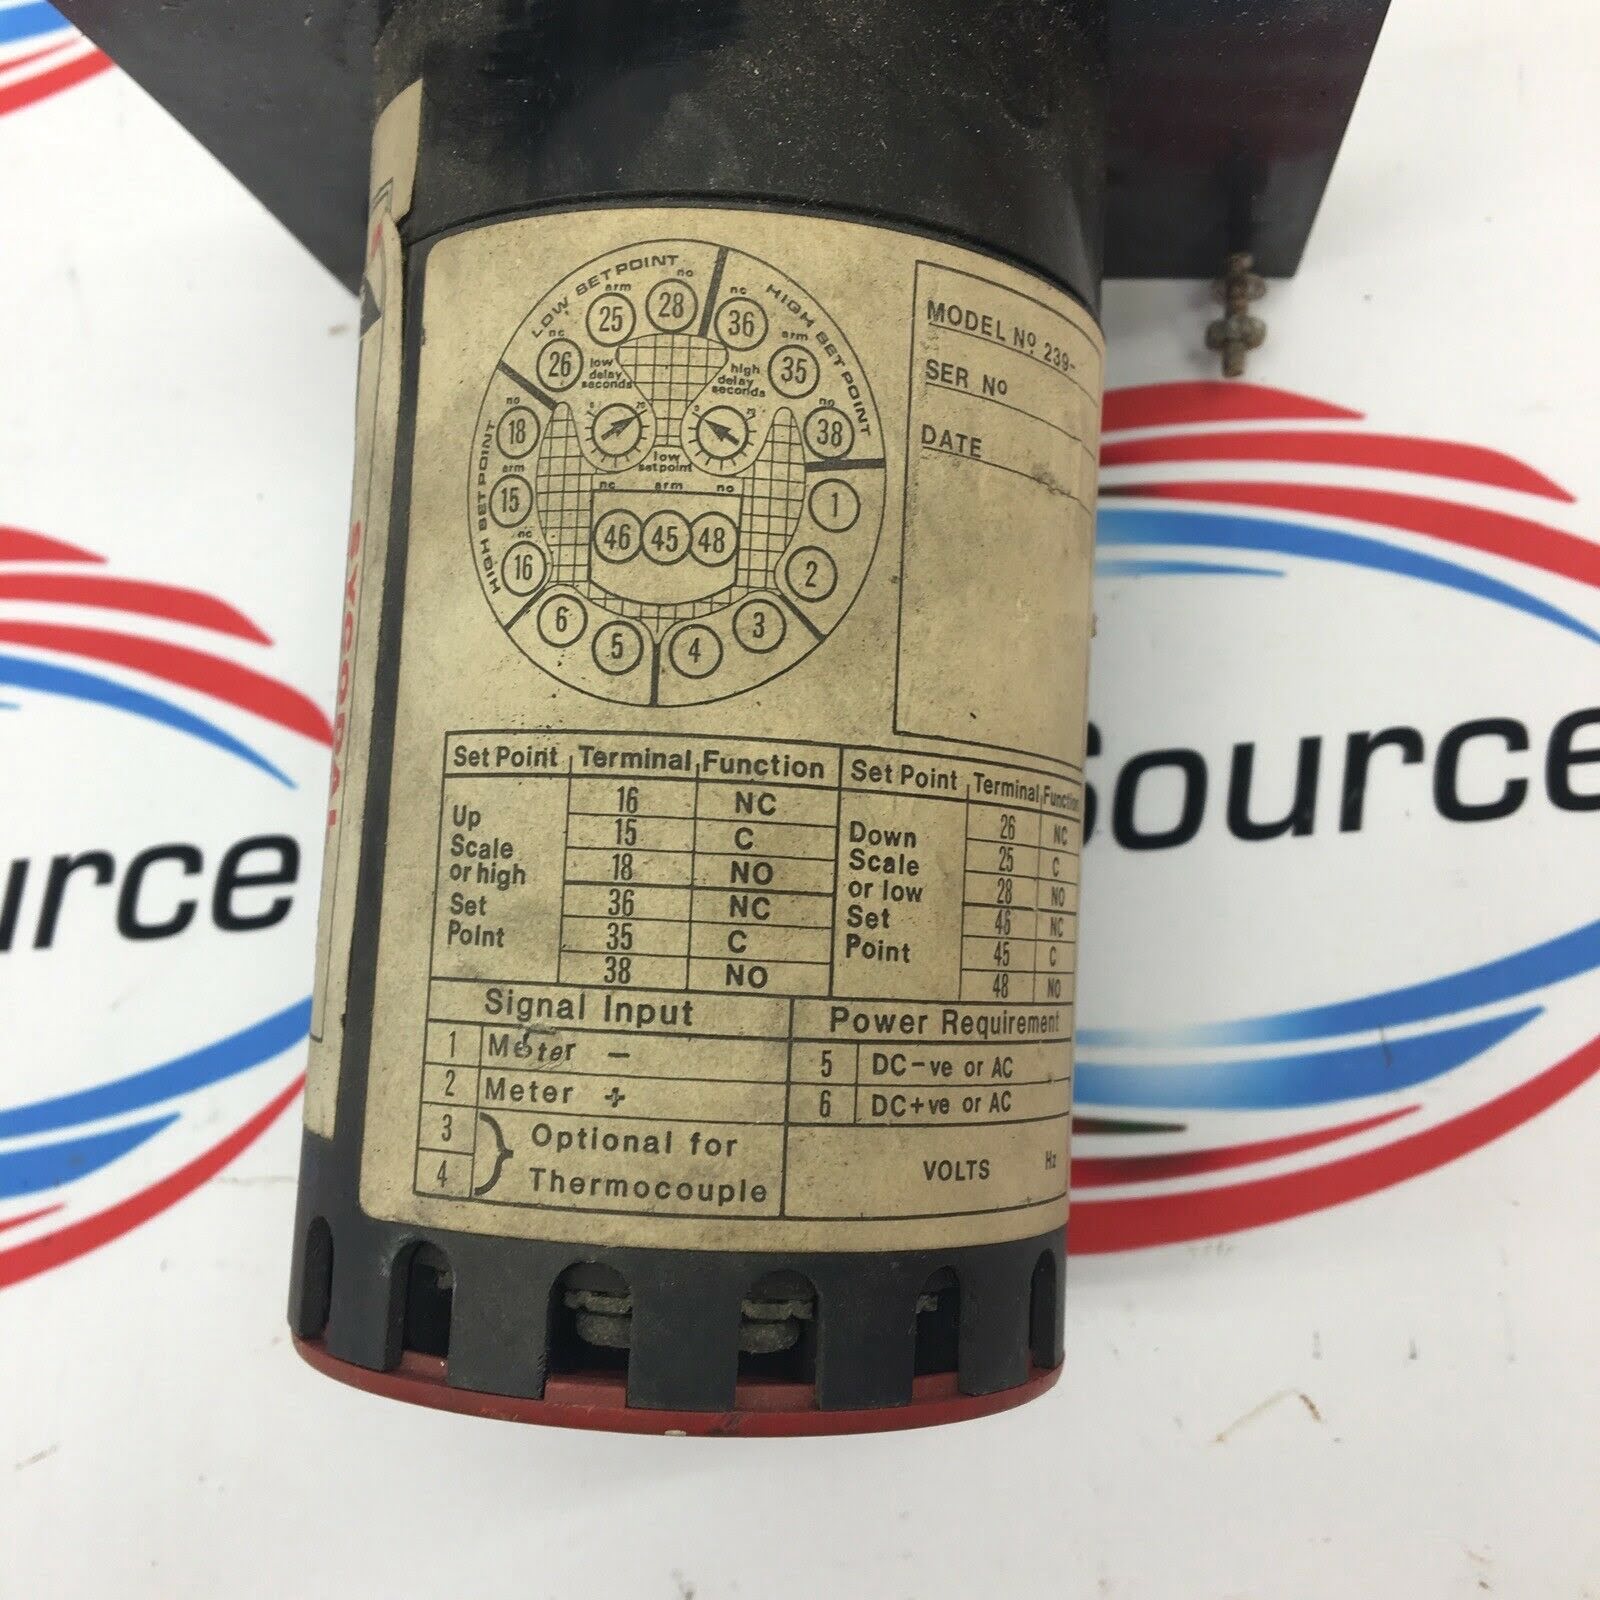 LOW SET POINT
HIGH SET POINT
HIGH SET POINT
nc 26
arm 25
no 28
nc 36
arm 35
no 38
no 18
arm 15
nc 16
low delay seconds
high delay seconds
low set point
nc arm no
46 45 48
1
2
3
4
5
6
MODEL Nº 239-
SER Nº
DATE
Set Point Terminal Function
Up Scale or high Set Point
16 NC
15 C
18 NO
36 NC
35 C
38 NO
Set Point Terminal Function
Down Scale or low Set Point
26 NC
25 C
28 NO
46 NC
45 C
48 NO
Signal Input
1 Meter –
2 Meter +
3
4
Optional for
Thermocouple
Power Requirement
5 DC–ve or AC
6 DC+ve or AC
VOLTS Hz
urce
Source